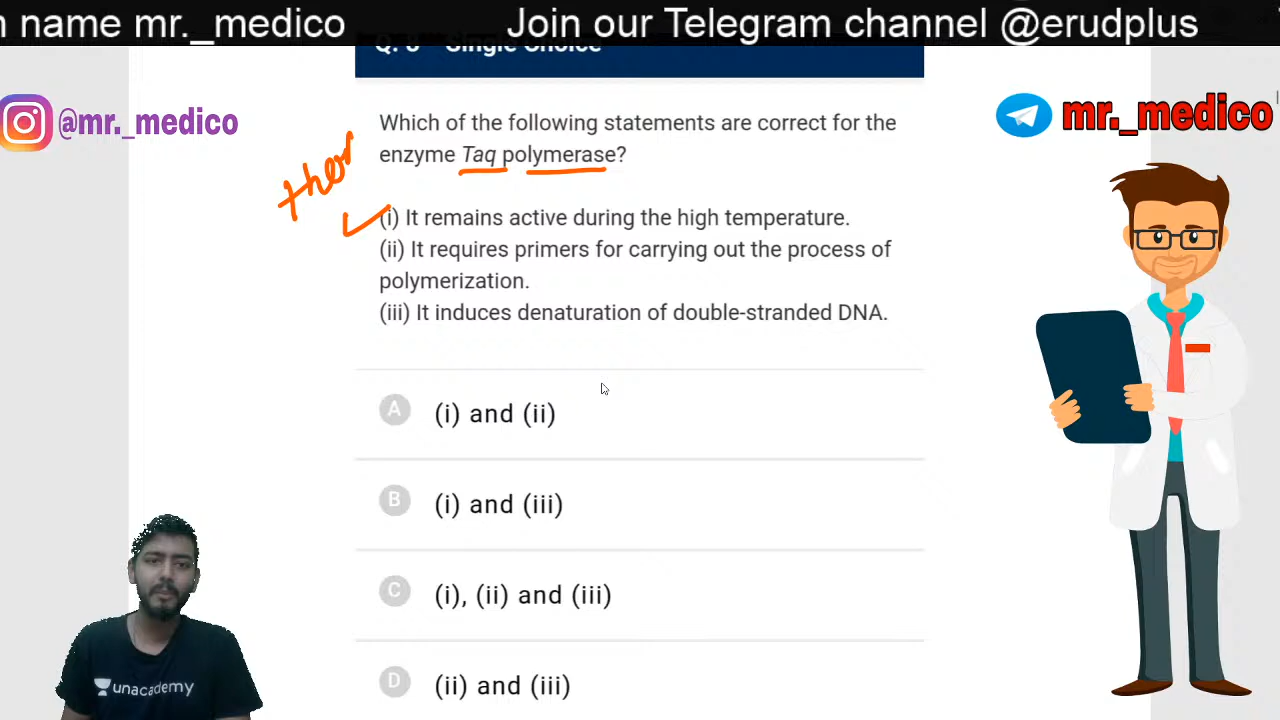 n name mr._medico Join our Telegram channel @erudplus
Q. 8 Single Choice
@mr._medico
mr._medico
Which of the following statements are correct for the
enzyme Taq polymerase?
ther
(i) It remains active during the high temperature.
(ii) It requires primers for carrying out the process of
polymerization.
(iii) It induces denaturation of double-stranded DNA.
A (i) and (ii)
B (i) and (iii)
C (i), (ii) and (iii)
D (ii) and (iii)
unacademy